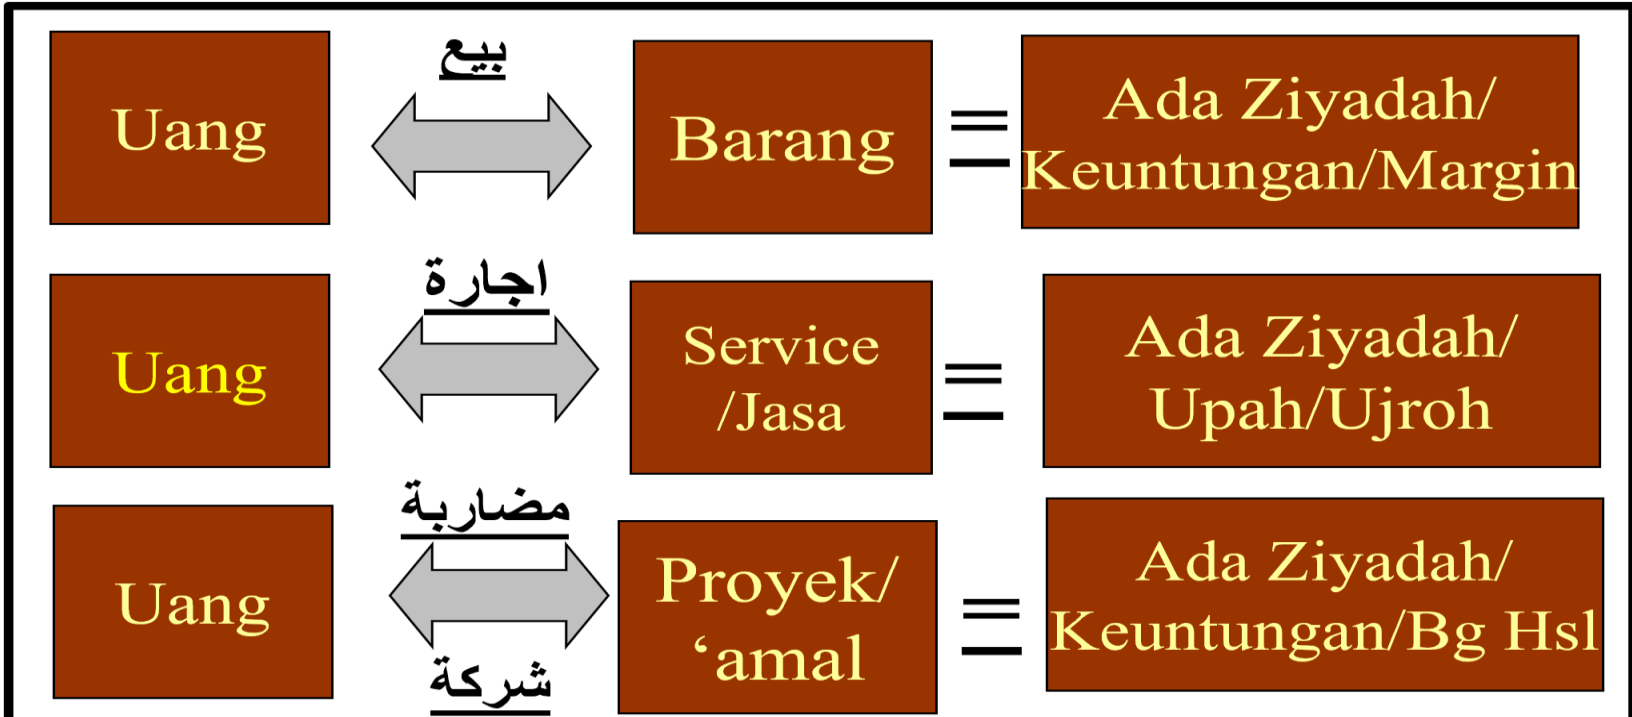 بيع
Uang
Barang
=
Ada Ziyadah/
Keuntungan/Margin
اجارة
Uang
Service
/Jasa
=
Ada Ziyadah/
Upah/Ujroh
مضاربة
Uang
Proyek/
‘amal
=
Ada Ziyadah/
Keuntungan/Bg Hsl
شركة